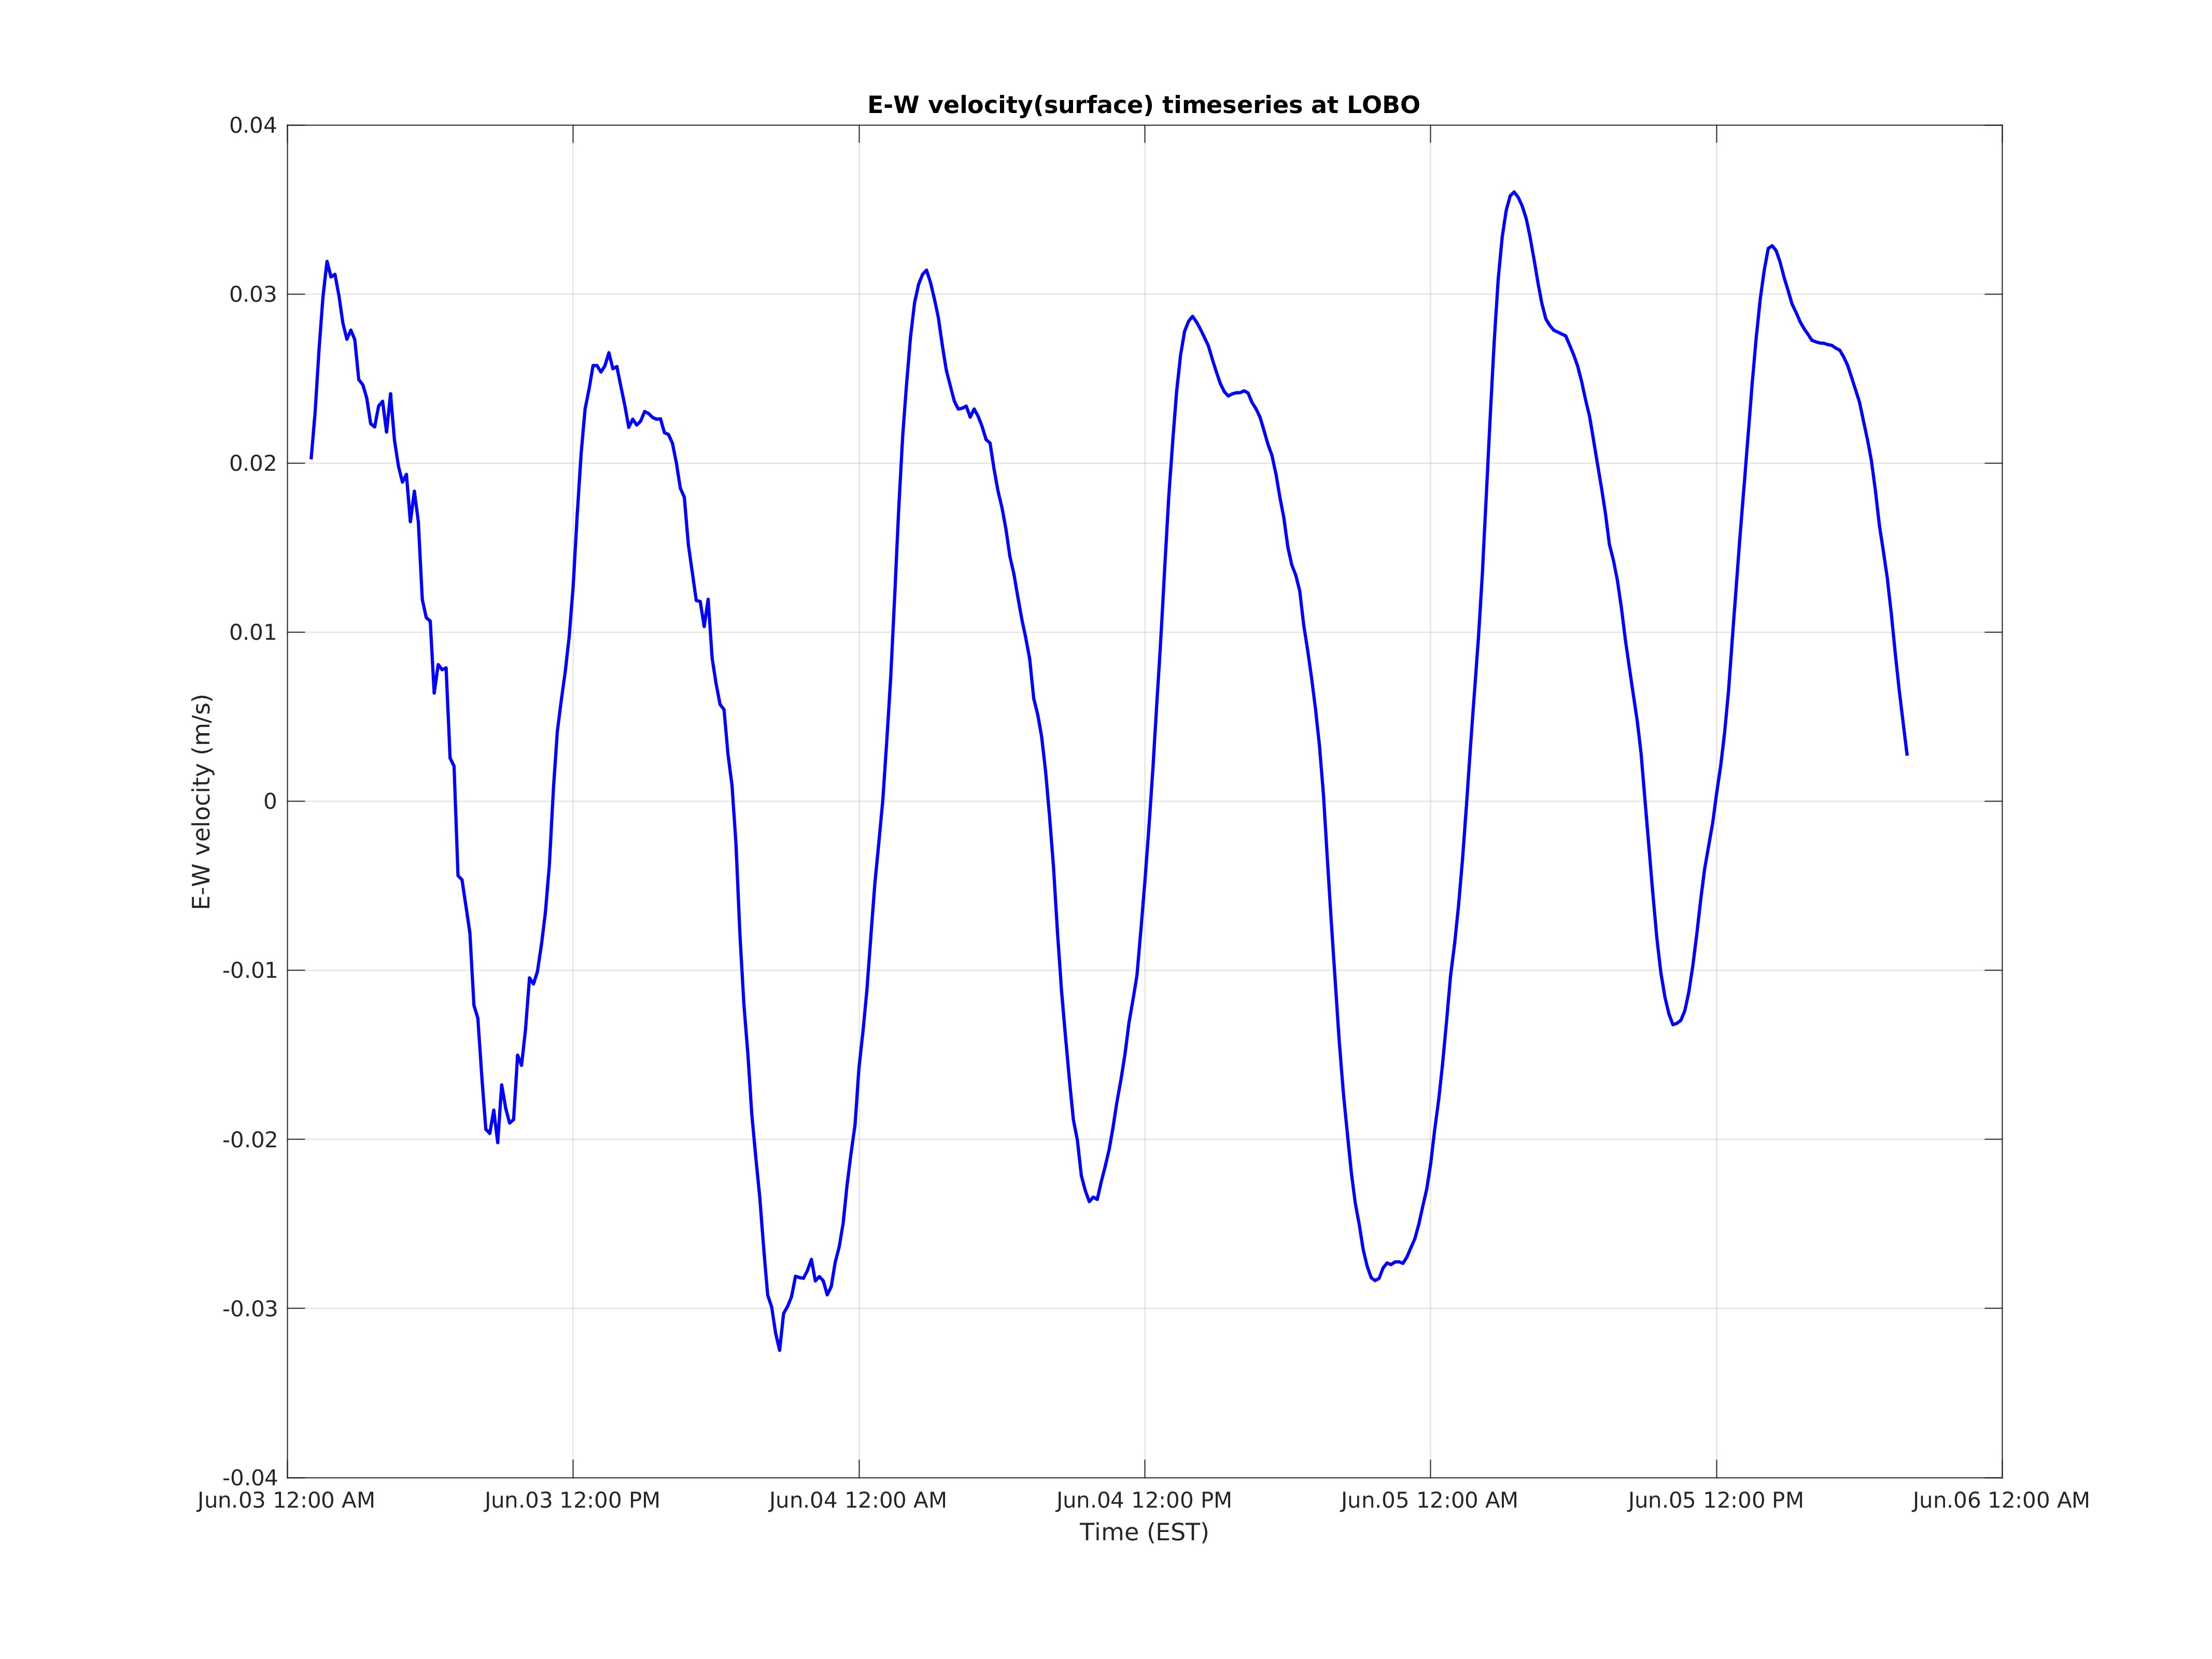 E-W velocity(surface) timeseries at LOBO
0.04
0.03
0.02
0.01
0
-0.01
-0.02
-0.03
-0.04
E-W velocity (m/s)
Jun.03 12:00 AM Jun.03 12:00 PM Jun.04 12:00 AM Jun.04 12:00 PM Jun.05 12:00 AM Jun.05 12:00 PM Jun.06 12:00 AM
Time (EST)